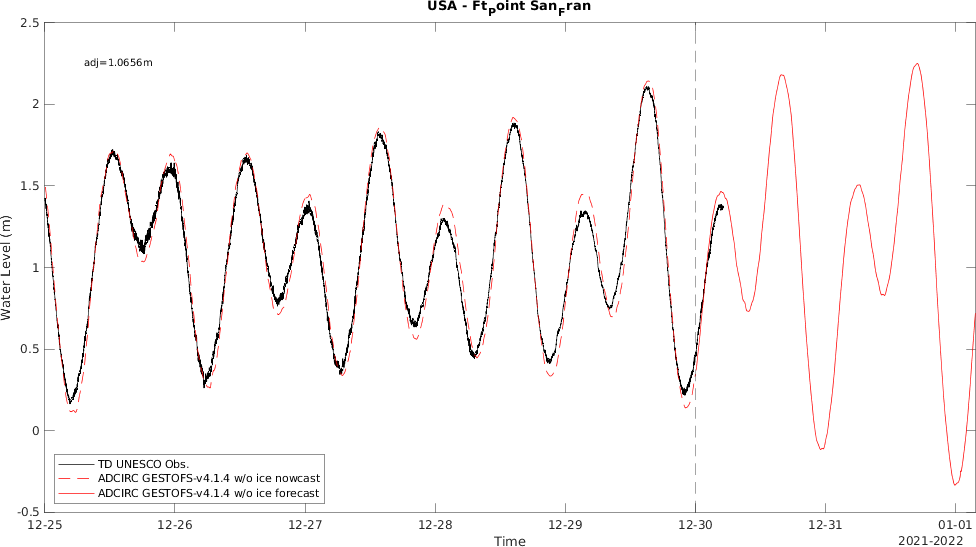 USA - FtPoint SanFran
2.5
adj=1.0656m
2
1.5
1
0.5
0
-0.5
Water Level (m)
TD UNESCO Obs.
ADCIRC GESTOFS-v4.1.4 w/o ice nowcast
ADCIRC GESTOFS-v4.1.4 w/o ice forecast
12-25 12-26 12-27 12-28 12-29 12-30 12-31 01-01
Time
2021-2022